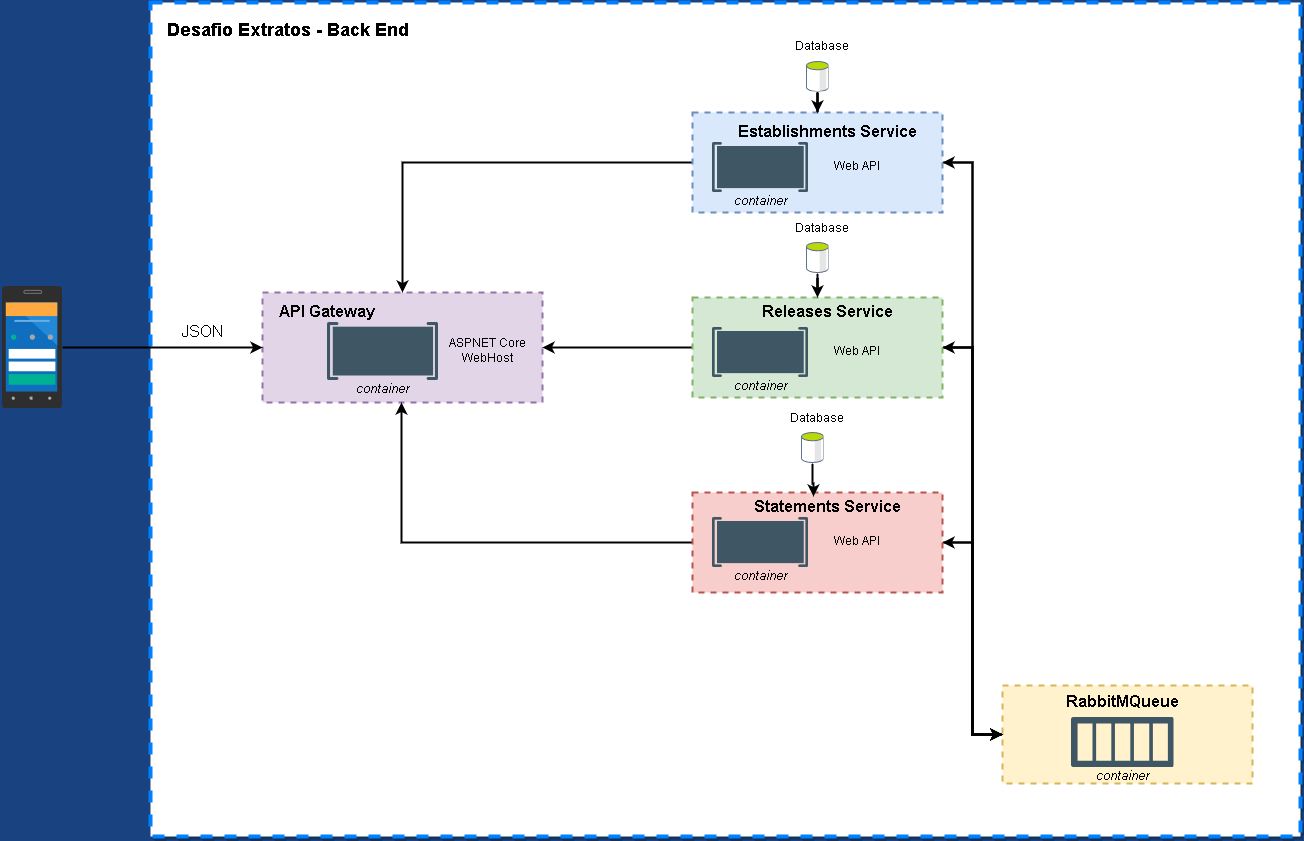 Desafio Extratos - Back End
Database
Establishments Service
Web API
container
Database
Releases Service
Web API
container
JSON
API Gateway
ASPNET Core
WebHost
container
Database
Statements Service
Web API
container
RabbitMQueue
container